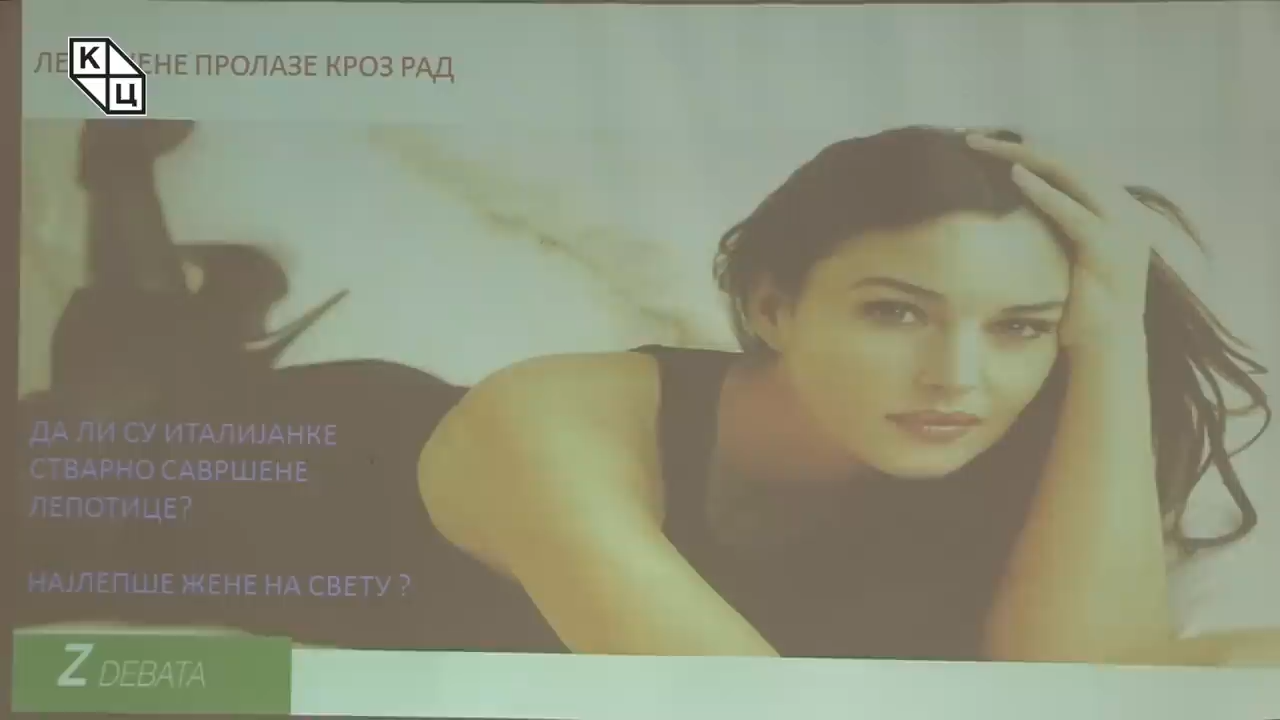 ПРОЛАЗЕ КРОЗ РАД
К
Ц
ДА ЛИ СУ ИТАЛИЈАНКЕ
СТВАРНО САВРШЕНЕ
ЛЕПОТИЦЕ?
НАЈЛЕПШЕ ЖЕНЕ НА СВЕТУ ?
Z DEBATA